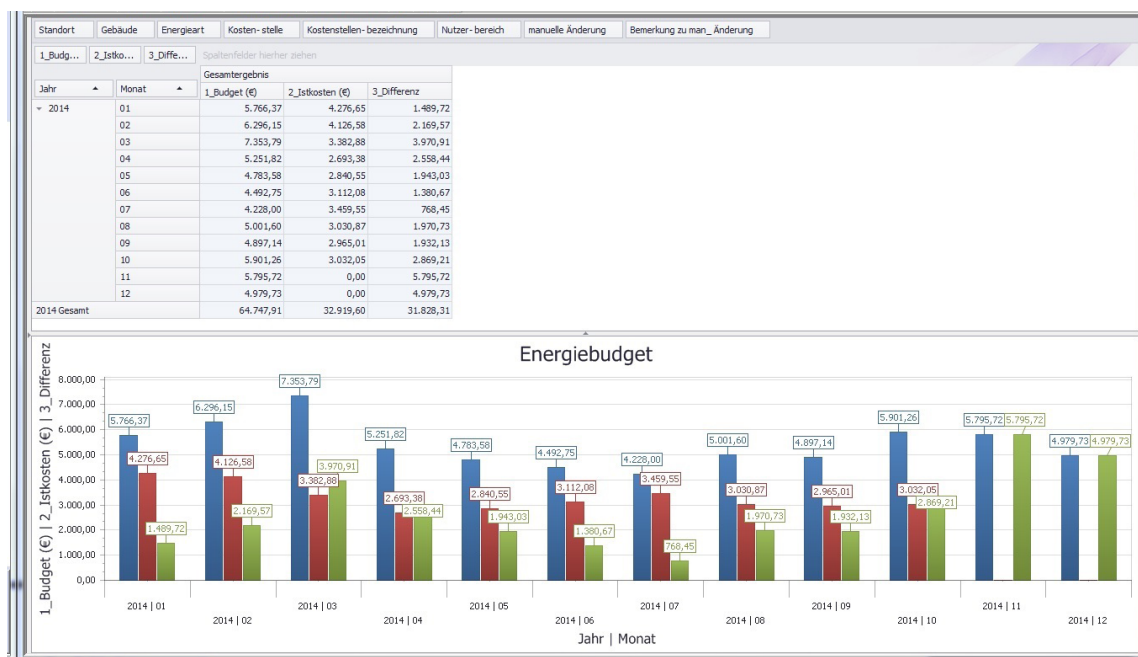 Standort Gebäude Energieart Kosten- stelle Kostenstellen- bezeichnung Nutzer- bereich manuelle Änderung Bemerkung zu man_ Änderung
1_Budg... 2_Istko... 3_Diffe... Spaltenfelder hierher ziehen
Gesamtergebnis
Jahr Monat 1_Budget (€) 2_Istkosten (€) 3_Differenz
2014 01 5.766,37 4.276,65 1.489,72
02 6.296,15 4.126,58 2.169,57
03 7.353,79 3.382,88 3.970,91
04 5.251,82 2.693,38 2.558,44
05 4.783,58 2.840,55 1.943,03
06 4.492,75 3.112,08 1.380,67
07 4.228,00 3.459,55 768,45
08 5.001,60 3.030,87 1.970,73
09 4.897,14 2.965,01 1.932,13
10 5.901,26 3.032,05 2.869,21
11 5.795,72 0,00 5.795,72
12 4.979,73 0,00 4.979,73
2014 Gesamt 64.747,91 32.919,60 31.828,31
Energiebudget
1_Budget (€) | 2_Istkosten (€) | 3_Differenz
8.000,00
7.000,00
6.000,00
5.000,00
4.000,00
3.000,00
2.000,00
1.000,00
0,00
5.766,37 4.276,65 1.489,72
6.296,15 4.126,58 2.169,57
7.353,79 3.382,88 3.970,91
5.251,82 2.693,38 2.558,44
4.783,58 2.840,55 1.943,03
4.492,75 3.112,08 1.380,67
4.228,00 3.459,55 768,45
5.001,60 3.030,87 1.970,73
4.897,14 2.965,01 1.932,13
5.901,26 3.032,05 2.869,21
5.795,72 5.795,72
4.979,73 4.979,73
2014 | 01 2014 | 03 2014 | 05 2014 | 07 2014 | 09 2014 | 11
2014 | 02 2014 | 04 2014 | 06 2014 | 08 2014 | 10 2014 | 12
Jahr | Monat